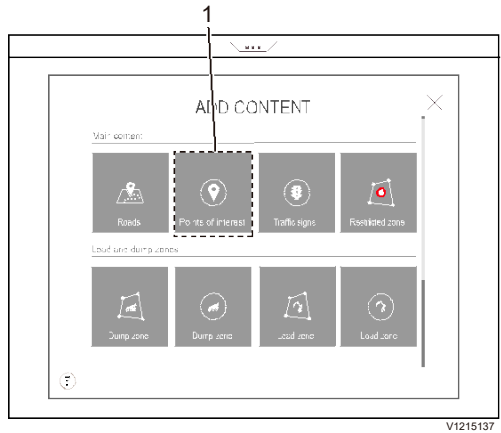 1
ADD CONTENT
Main content
Roads
Points of interest
Traffic signs
Restricted zone
Load and dump zones
Dump zone
Dump zone
Load zone
Load zone
V1215137